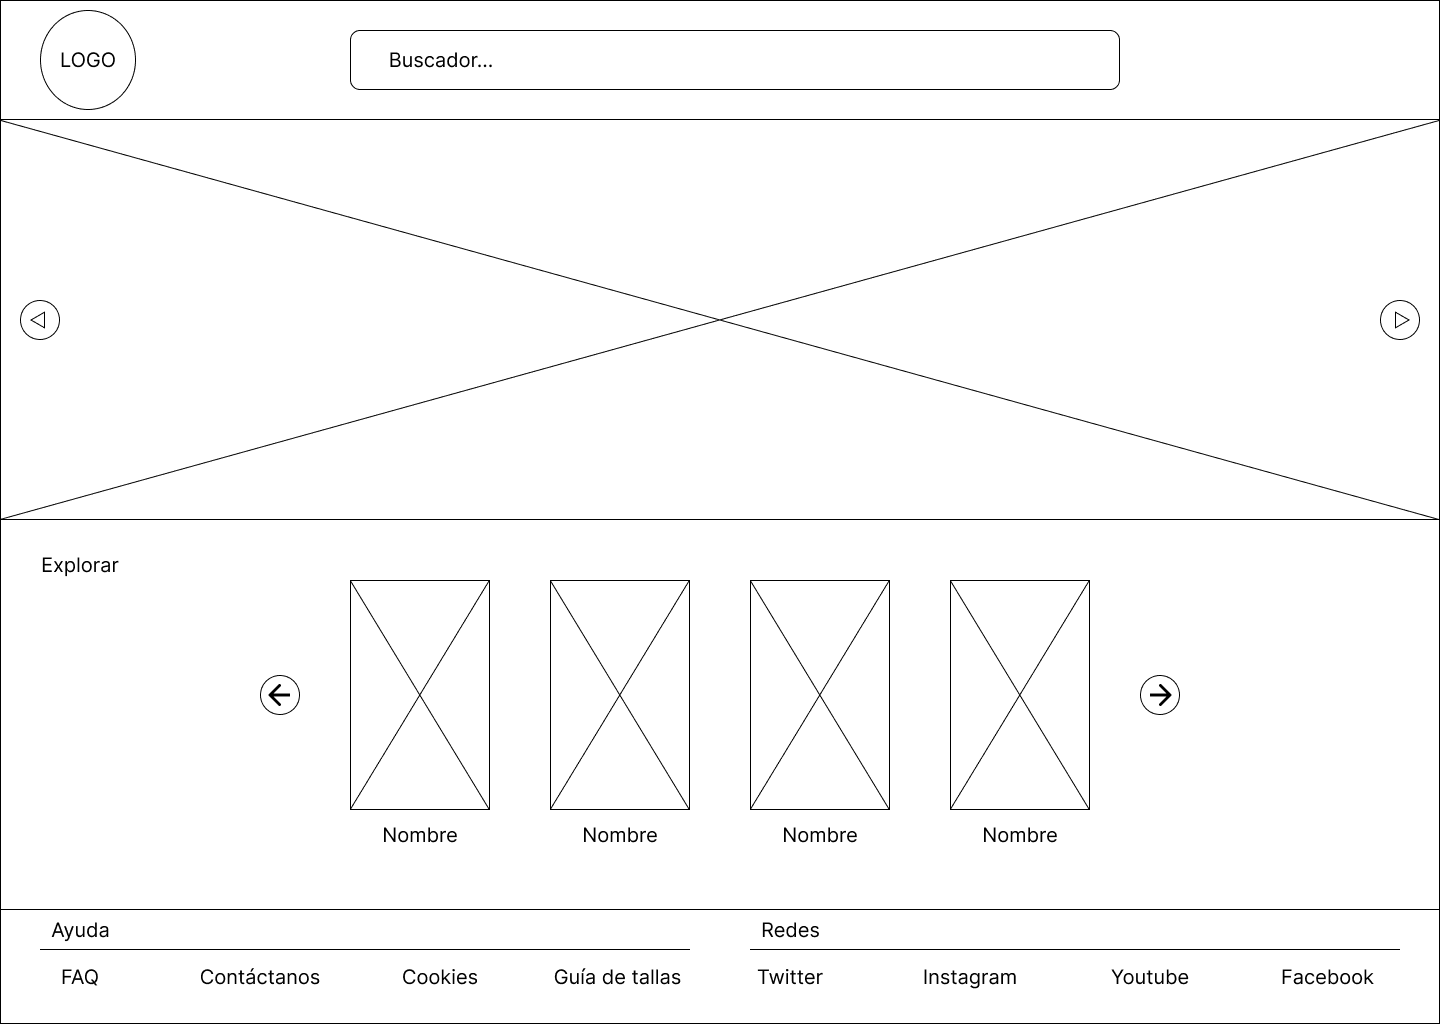 LOGO
Buscador...
Explorar
Nombre Nombre Nombre Nombre
Ayuda Redes
FAQ Contáctanos Cookies Guía de tallas Twitter Instagram Youtube Facebook